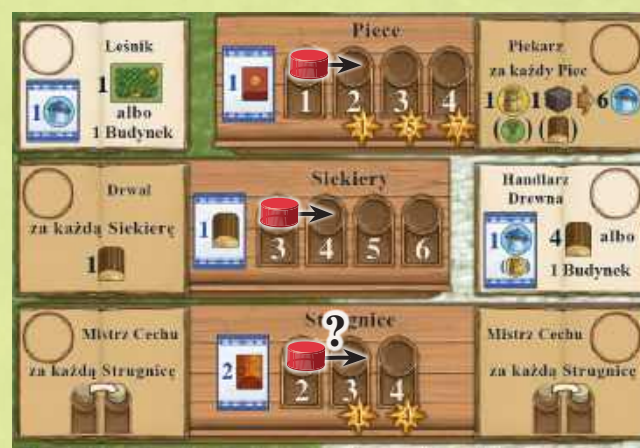 Leśnik
1
1
albo
1 Budynek
Piece
1
1 2 3 4
Piekarz
za każdy Piec
1 1 6
( ) ( )
Drwal
za każdą Siekierę
1
Siekiery
1
3 4 5 6
Handlarz
Drewna
1
4 albo
1 Budynek
Mistrz Cechu
za każdą Strugnicę
Strugnice
?
2
2 3 4
Mistrz Cechu
za każdą Strugnicę